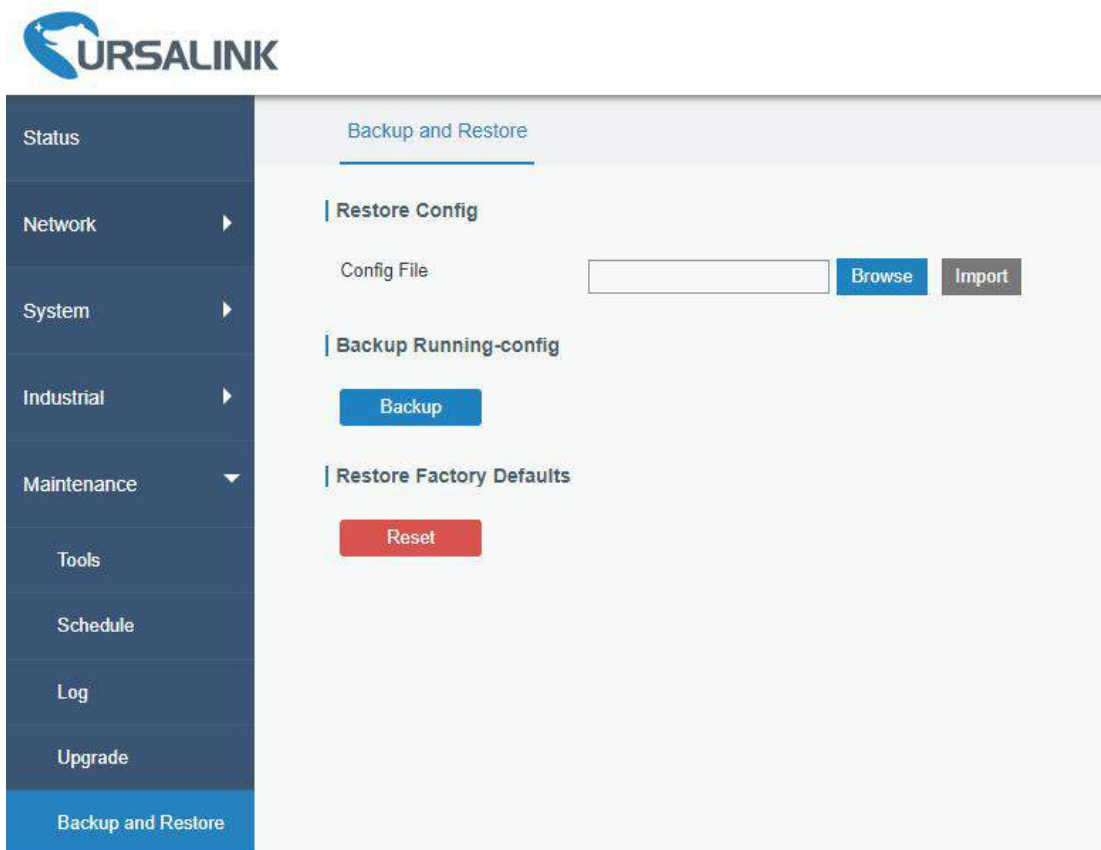 URSALINK
Status
Network
System
Industrial
Maintenance
Tools
Schedule
Log
Upgrade
Backup and Restore
Backup and Restore
Restore Config
Config File Browse Import
Backup Running-config
Backup
Restore Factory Defaults
Reset